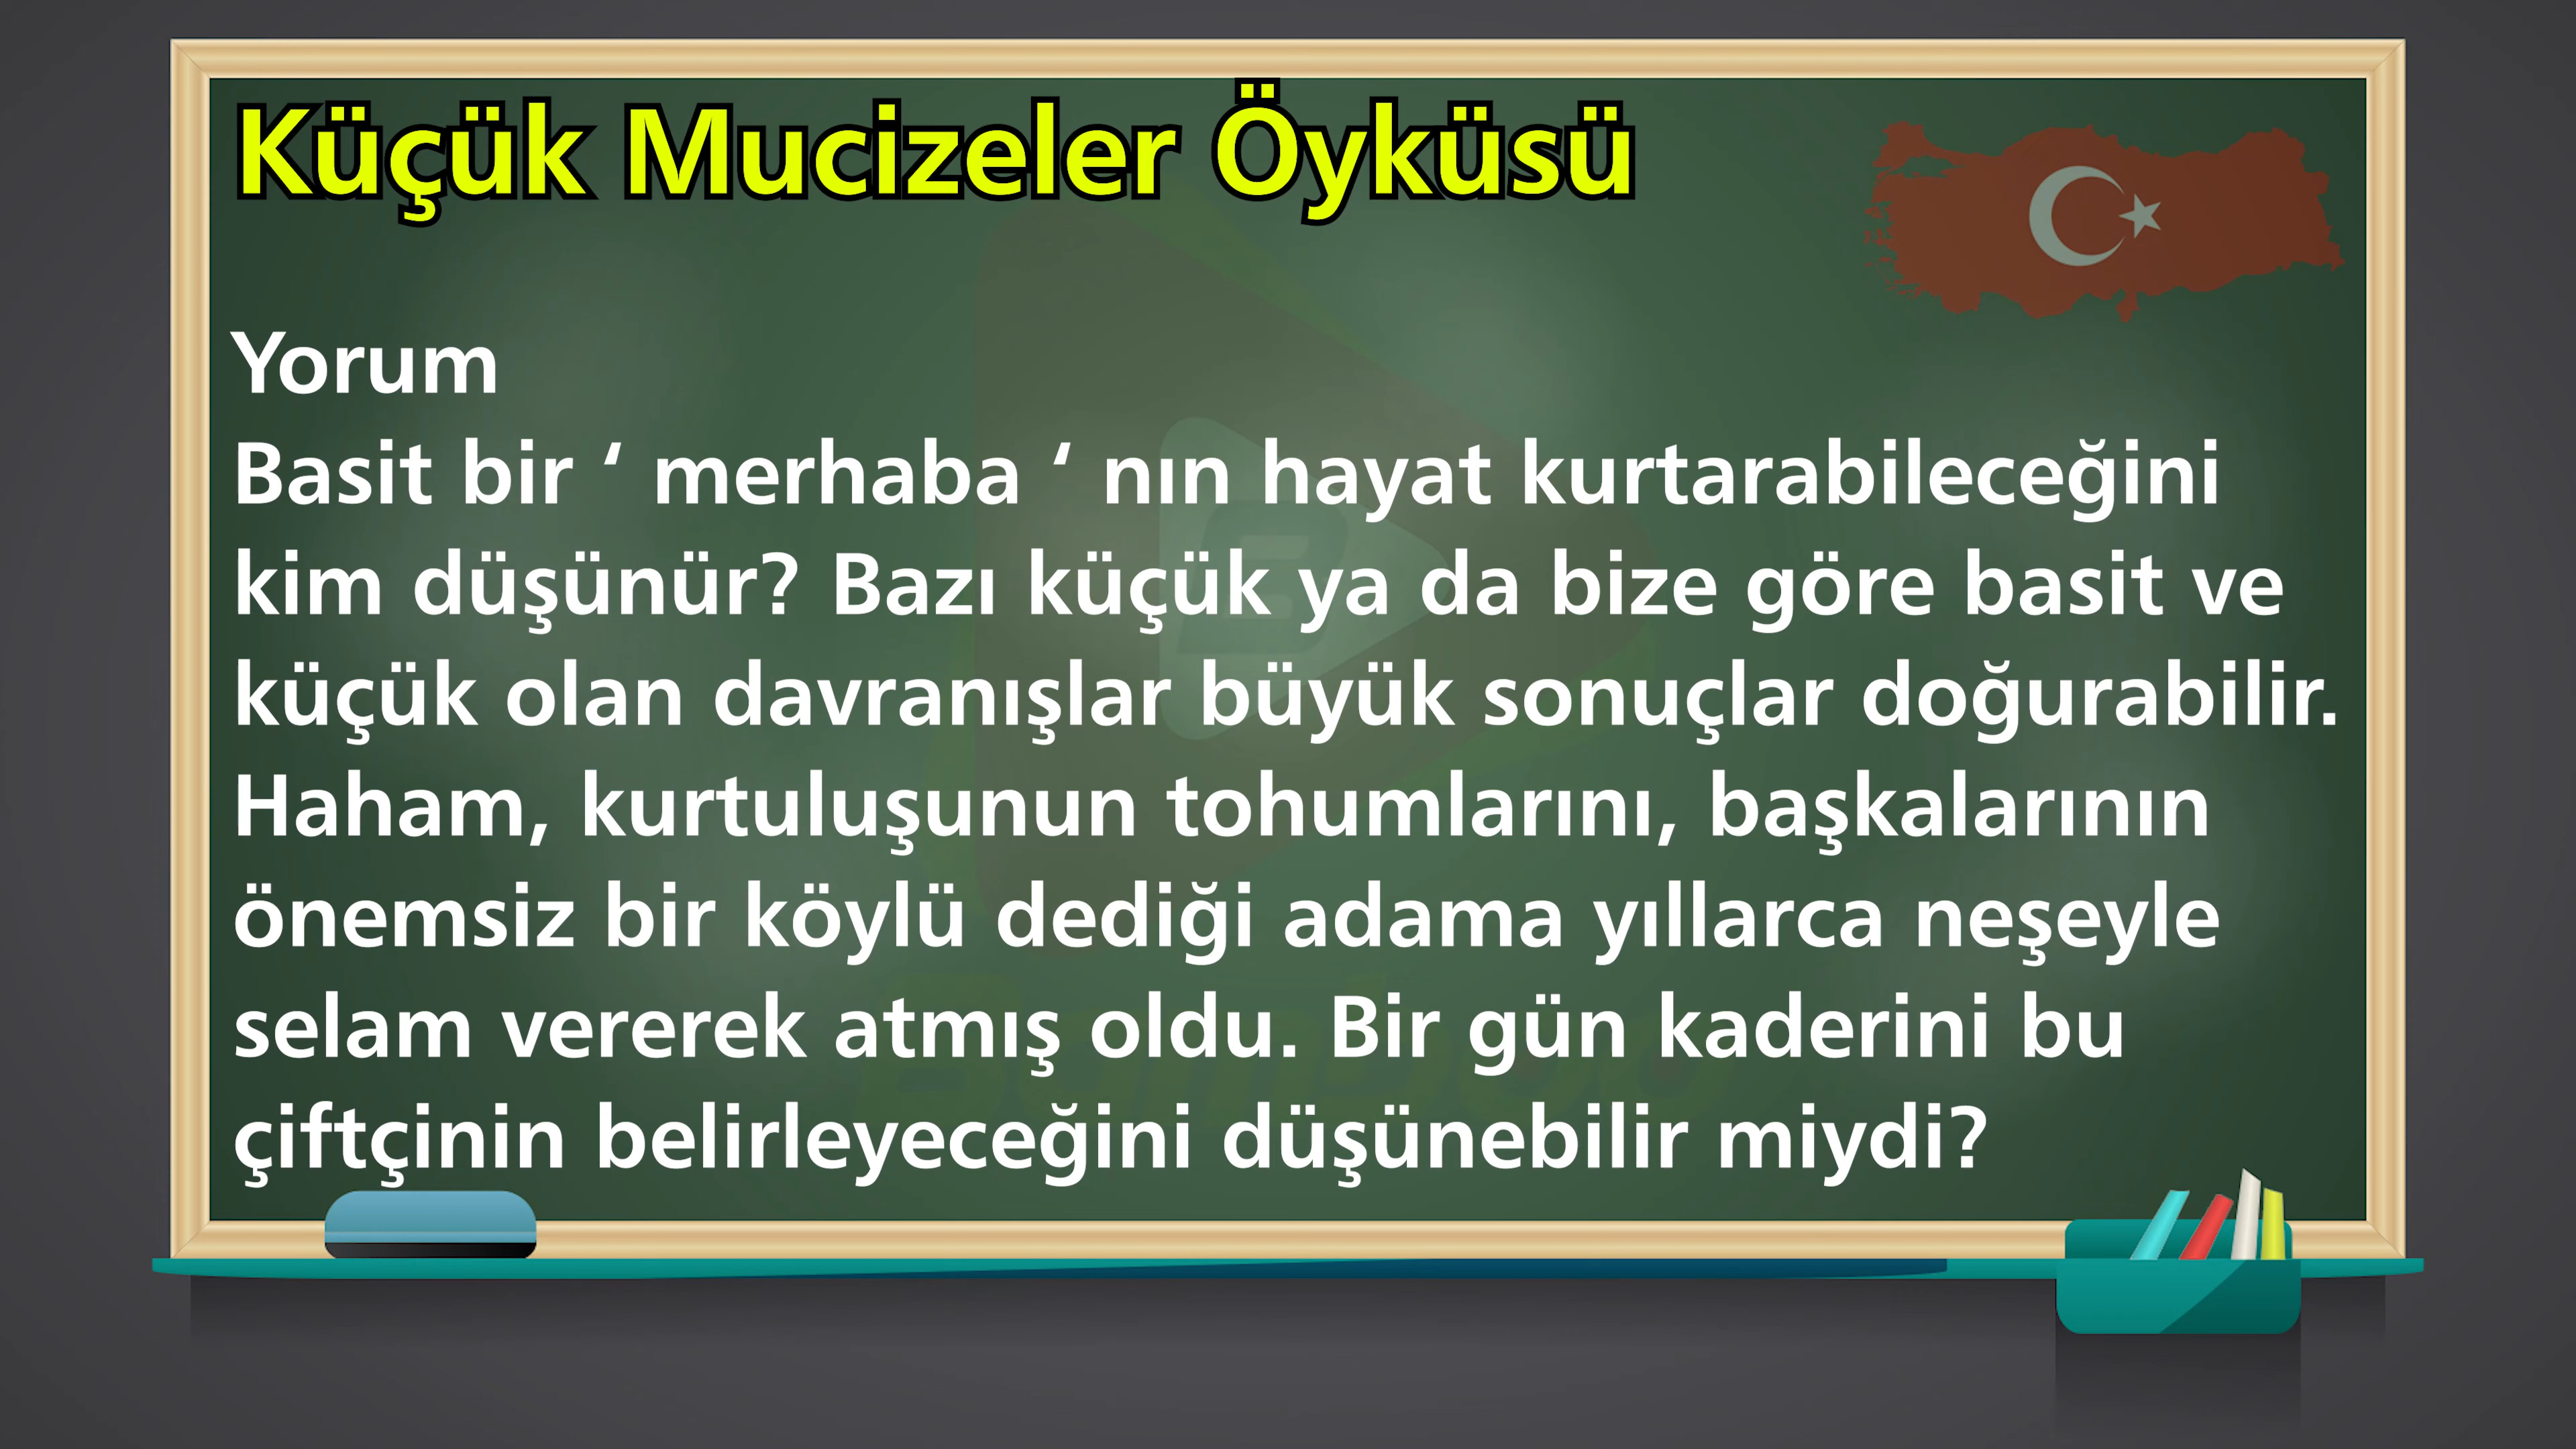 Küçük Mucizeler Öyküsü
Yorum
Basit bir ‘ merhaba ‘ nın hayat kurtarabileceğini
kim düşünür? Bazı küçük ya da bize göre basit ve
küçük olan davranışlar büyük sonuçlar doğurabilir.
Haham, kurtuluşunun tohumlarını, başkalarının
önemsiz bir köylü dediği adama yıllarca neşeyle
selam vererek atmış oldu. Bir gün kaderini bu
çiftçinin belirleyeceğini düşünebilir miydi?